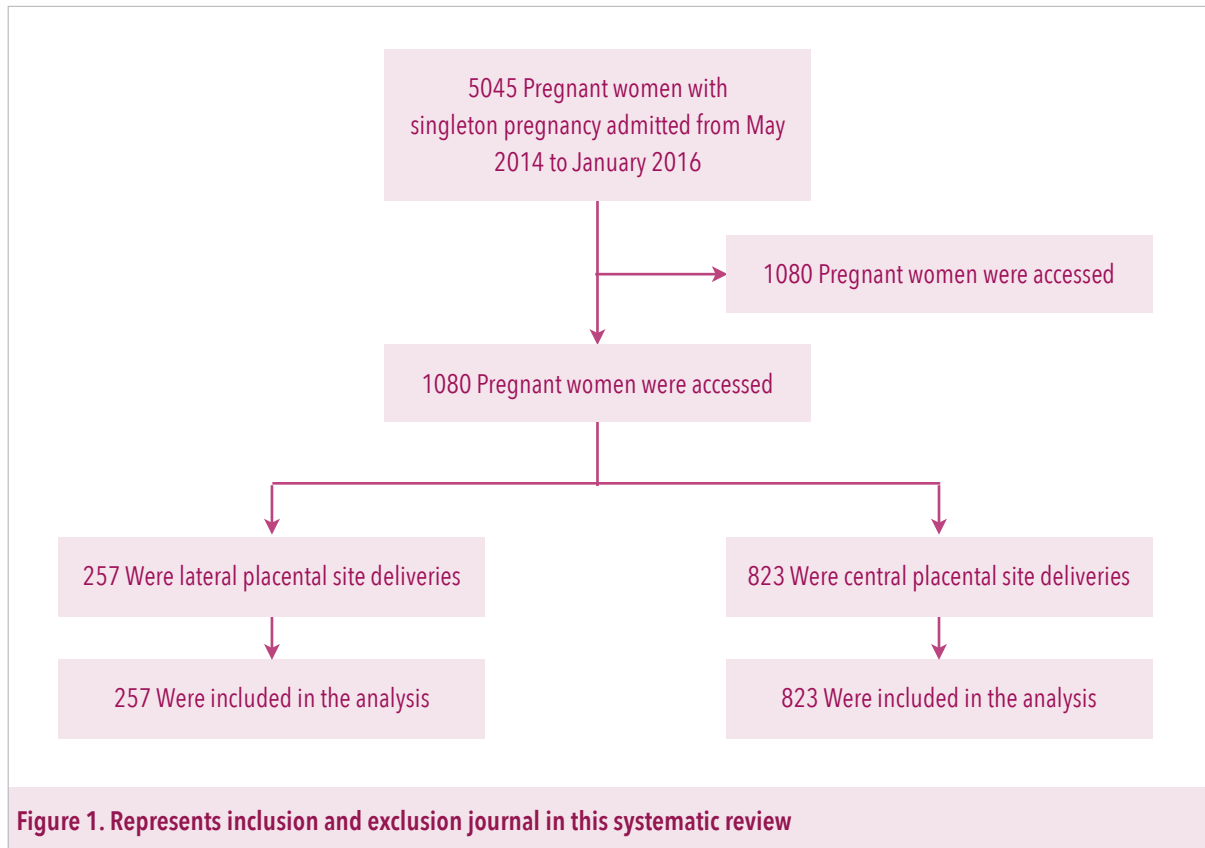 5045 Pregnant women with
singleton pregnancy admitted from May
2014 to January 2016
1080 Pregnant women were accessed
1080 Pregnant women were accessed
257 Were lateral placental site deliveries
823 Were central placental site deliveries
257 Were included in the analysis
823 Were included in the analysis
Figure 1. Represents inclusion and exclusion journal in this systematic review